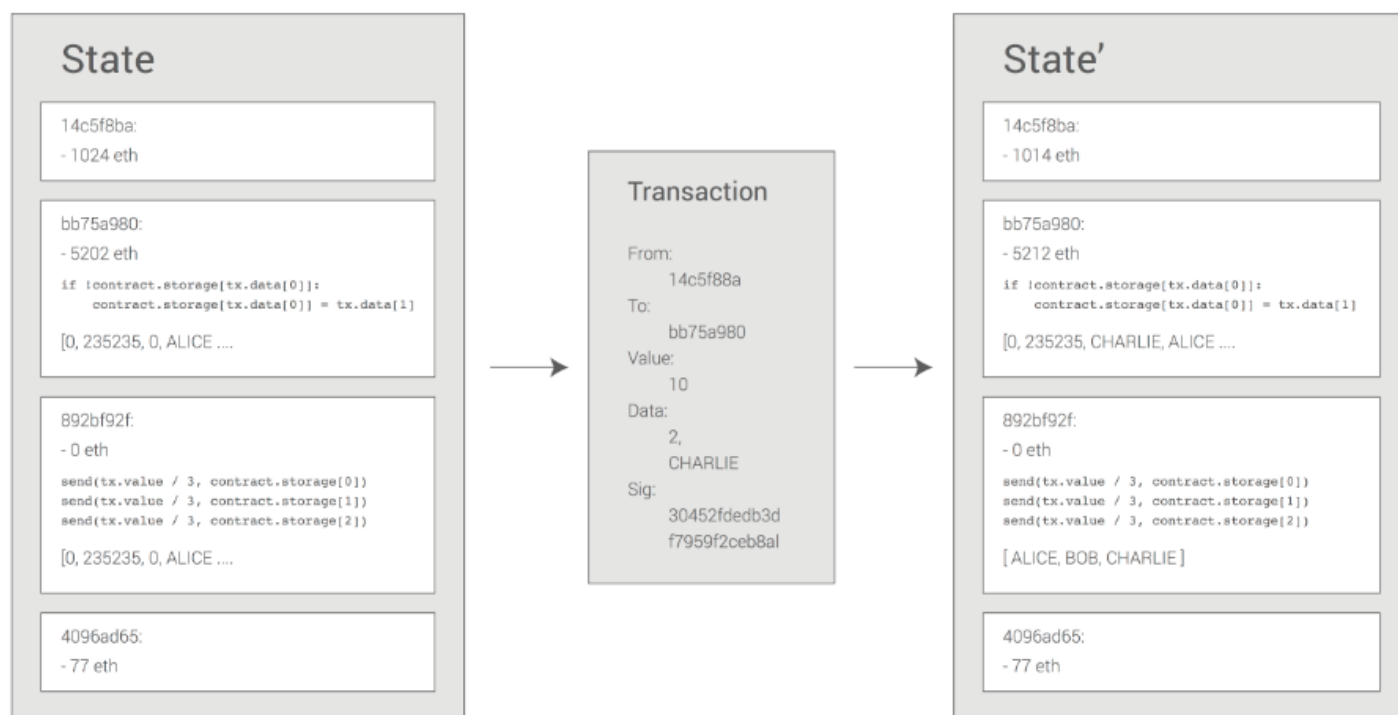 State
14c5f8ba:
- 1024 eth
bb75a980:
- 5202 eth
if !contract.storage[tx.data[0]]:
contract.storage[tx.data[0]] = tx.data[1]
[0, 235235, 0, ALICE ....
892bf92f:
- 0 eth
send(tx.value / 3, contract.storage[0])
send(tx.value / 3, contract.storage[1])
send(tx.value / 3, contract.storage[2])
[0, 235235, 0, ALICE ....
4096ad65:
- 77 eth
Transaction
From:
14c5f88a
To:
bb75a980
Value:
10
Data:
2,
CHARLIE
Sig:
30452fdedb3d
f7959f2ceb8al
State’
14c5f8ba:
- 1014 eth
bb75a980:
- 5212 eth
if !contract.storage[tx.data[0]]:
contract.storage[tx.data[0]] = tx.data[1]
[0, 235235, CHARLIE, ALICE ....
892bf92f:
- 0 eth
send(tx.value / 3, contract.storage[0])
send(tx.value / 3, contract.storage[1])
send(tx.value / 3, contract.storage[2])
[ ALICE, BOB, CHARLIE ]
4096ad65:
- 77 eth